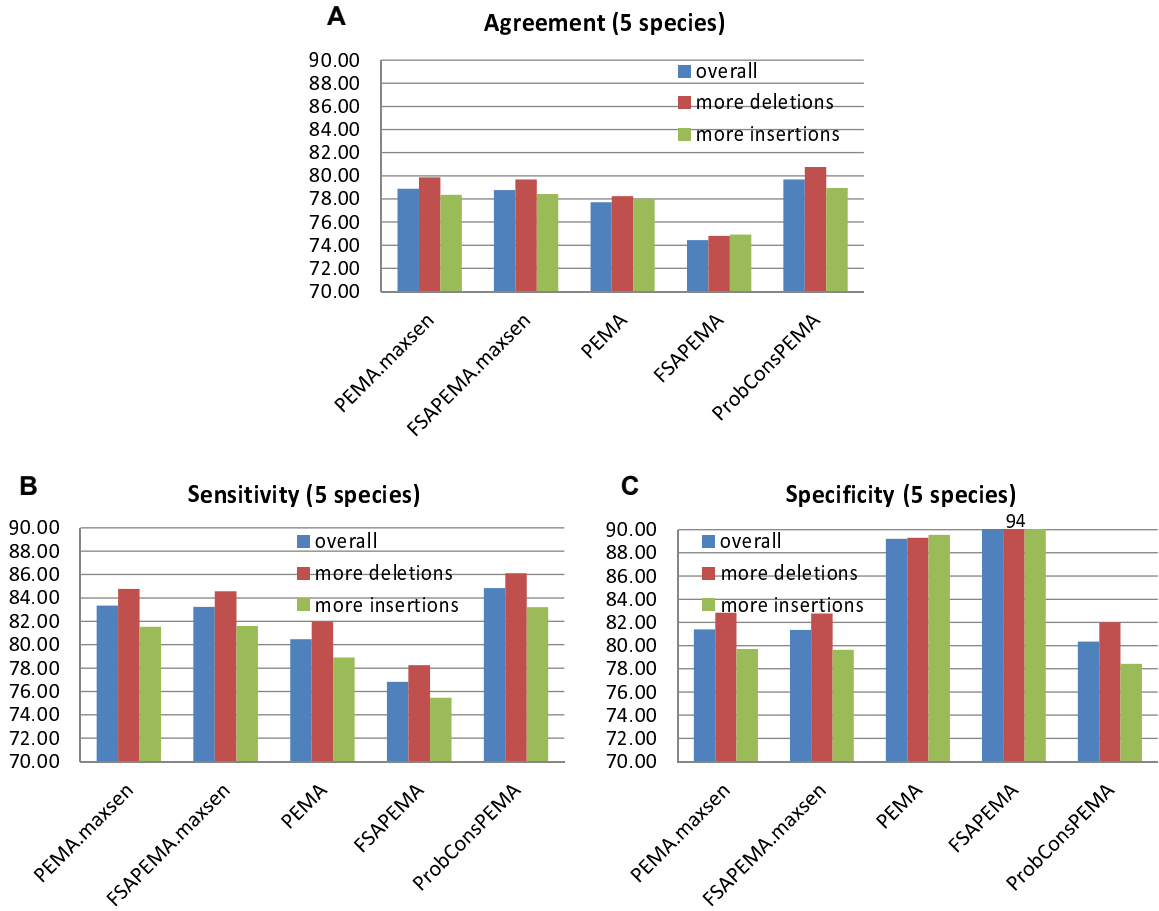 A
Agreement (5 species)
90.00
88.00
86.00
84.00
82.00
80.00
78.00
76.00
74.00
72.00
70.00
overall
more deletions
more insertions
PEMA.maxsen
FSAPEMA.maxsen
PEMA
FSAPEMA
ProbConsPEMA
B
Sensitivity (5 species)
90.00
88.00
86.00
84.00
82.00
80.00
78.00
76.00
74.00
72.00
70.00
overall
more deletions
more insertions
PEMA.maxsen
FSAPEMA.maxsen
PEMA
FSAPEMA
ProbConsPEMA
C
Specificity (5 species)
94
90.00
88.00
86.00
84.00
82.00
80.00
78.00
76.00
74.00
72.00
70.00
overall
more deletions
more insertions
PEMA.maxsen
FSAPEMA.maxsen
PEMA
FSAPEMA
ProbConsPEMA